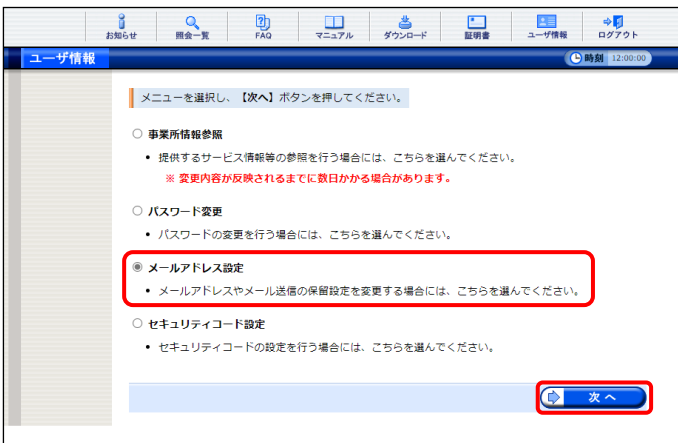 お知らせ 照会一覧 FAQ マニュアル ダウンロード 証明書 ユーザ情報 ログアウト
ユーザ情報 時刻 12:00:00
メニューを選択し、【次へ】ボタンを押してください。
事業所情報参照
• 提供するサービス情報等の参照を行う場合には、こちらを選んでください。
※ 変更内容が反映されるまでに数日かかる場合があります。
パスワード変更
• パスワードの変更を行う場合には、こちらを選んでください。
メールアドレス設定
• メールアドレスやメール送信の保留設定を変更する場合には、こちらを選んでください。
セキュリティコード設定
• セキュリティコードの設定を行う場合には、こちらを選んでください。
次 へ